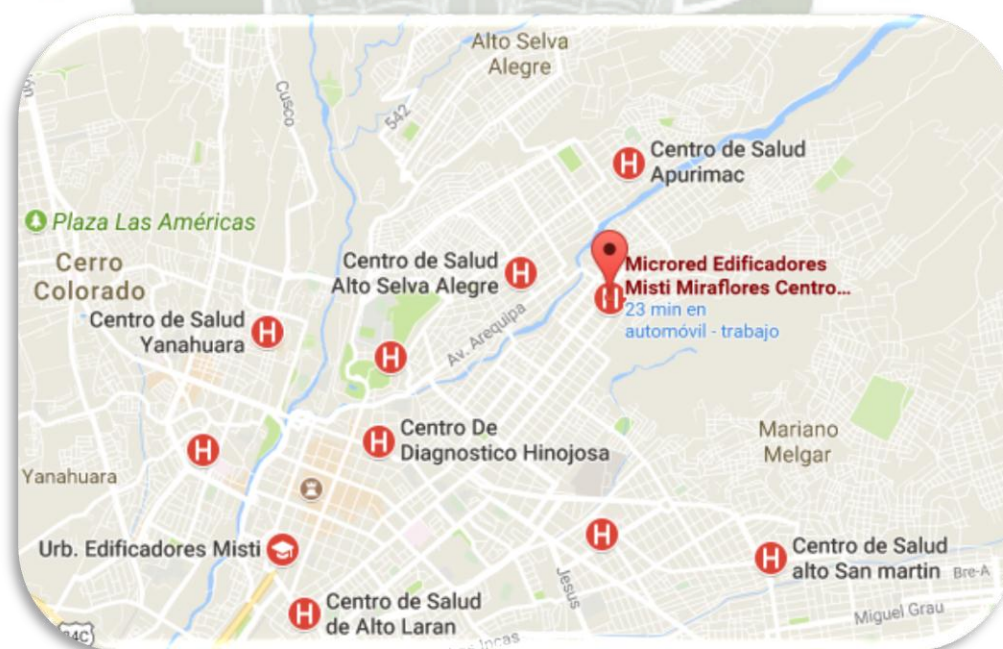 Alto Selva
Alegre
Cusco
542
Centro de Salud
Apurimac
Plaza Las Américas
Cerro
Colorado
Centro de Salud
Alto Selva Alegre
Microred Edificadores
Misti Miraflores Centro...
23 min en
automóvil - trabajo
Centro de Salud
Yanahuara
Av. Arequipa
H
H
H
H
H
H
H
H
H
H
Centro De
Diagnostico Hinojosa
Mariano
Melgar
Yanahuara
Urb. Edificadores Misti
Centro de Salud
alto San martin
Bre-A
Jesus
Miguel Grau
Centro de Salud
de Alto Laran
34C
Incas